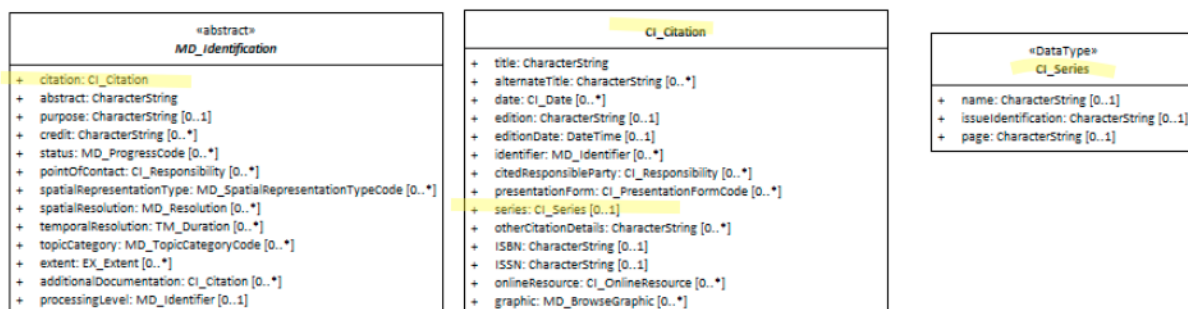 «abstract»
MD_Identification
+ citation: CI_Citation
+ abstract: CharacterString
+ purpose: CharacterString [0..1]
+ credit: CharacterString [0..*]
+ status: MD_ProgressCode [0..*]
+ pointOfContact: CI_Responsibility [0..*]
+ spatialRepresentationType: MD_SpatialRepresentationTypeCode [0..*]
+ spatialResolution: MD_Resolution [0..*]
+ temporalResolution: TM_Duration [0..*]
+ topicCategory: MD_TopicCategoryCode [0..*]
+ extent: EX_Extent [0..*]
+ additionalDocumentation: CI_Citation [0..*]
+ processingLevel: MD_Identifier [0..1]
CI_Citation
+ title: CharacterString
+ alternateTitle: CharacterString [0..*]
+ date: CI_Date [0..*]
+ edition: CharacterString [0..1]
+ editionDate: DateTime [0..1]
+ identifier: MD_Identifier [0..*]
+ citedResponsibleParty: CI_Responsibility [0..*]
+ presentationForm: CI_PresentationFormCode [0..*]
+ series: CI_Series [0..1]
+ otherCitationDetails: CharacterString [0..*]
+ ISBN: CharacterString [0..1]
+ ISSN: CharacterString [0..1]
+ onlineResource: CI_OnlineResource [0..*]
+ graphic: MD_BrowseGraphic [0..*]
«DataType»
CI_Series
+ name: CharacterString [0..1]
+ issueIdentification: CharacterString [0..1]
+ page: CharacterString [0..1]